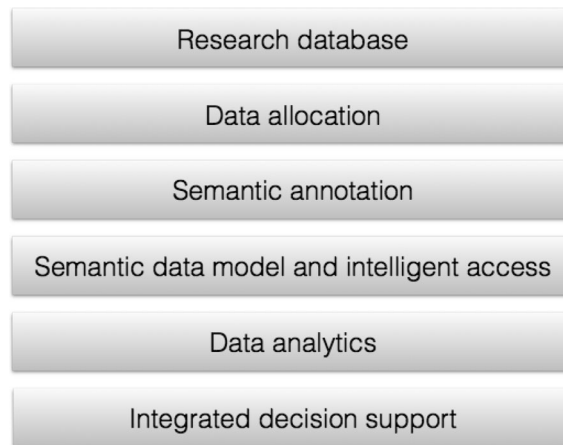 Research database
Data allocation
Semantic annotation
Semantic data model and intelligent access
Data analytics
Integrated decision support